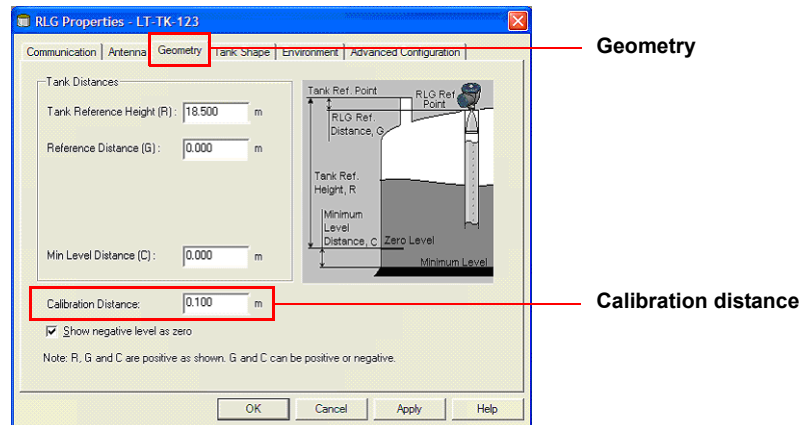 RLG Properties - LT-TK-123
Communication Antenna Geometry Tank Shape Environment Advanced Configuration
Geometry
Tank Distances
Tank Reference Height (R): 18.500 m
Reference Distance (G): 0.000 m
Min Level Distance (C): 0.000 m
Tank Ref. Point
RLG Ref
Point
RLG Ref.
Distance, G
Tank Ref.
Height, R
Minimum
Level
Distance, C
Zero Level
Minimum Level
Calibration Distance: 0.100 m
Calibration distance
Show negative level as zero
Note: R, G and C are positive as shown. G and C can be positive or negative.
OK Cancel Apply Help